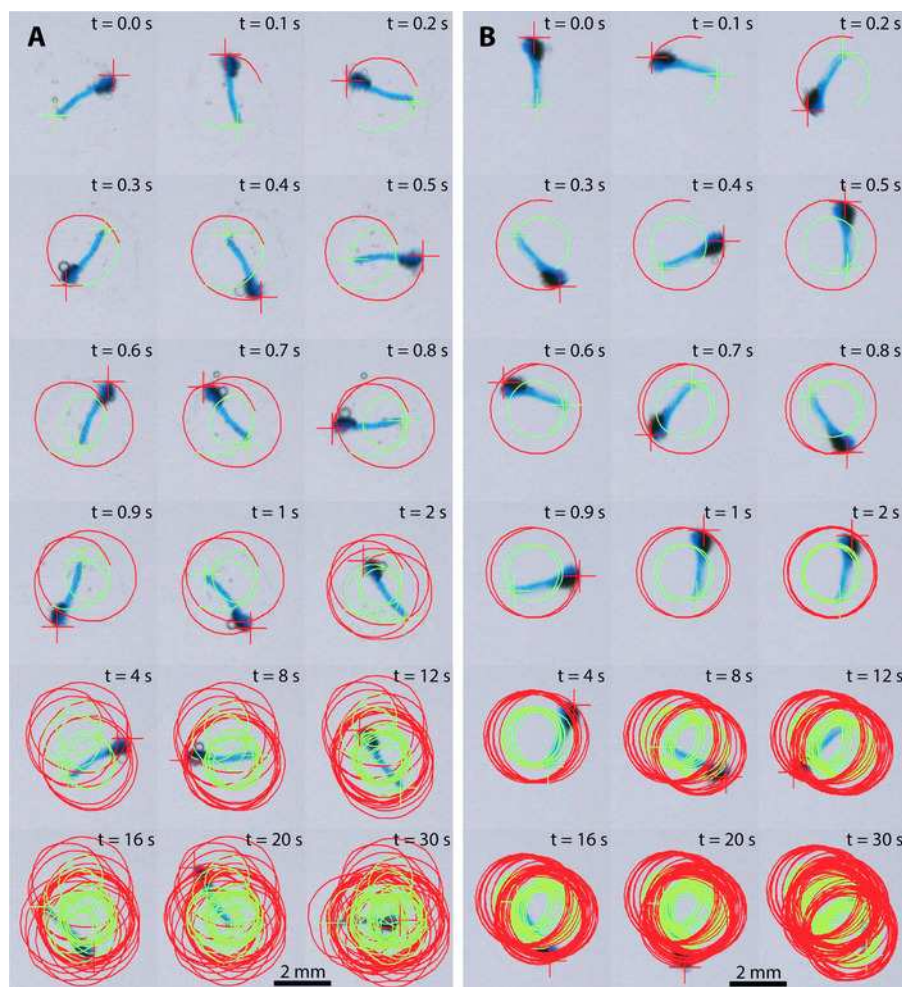 A
t = 0.0 s t = 0.1 s t = 0.2 s
t = 0.3 s t = 0.4 s t = 0.5 s
t = 0.6 s t = 0.7 s t = 0.8 s
t = 0.9 s t = 1 s t = 2 s
t = 4 s t = 8 s t = 12 s
t = 16 s t = 20 s t = 30 s
2 mm
B
t = 0.0 s t = 0.1 s t = 0.2 s
t = 0.3 s t = 0.4 s t = 0.5 s
t = 0.6 s t = 0.7 s t = 0.8 s
t = 0.9 s t = 1 s t = 2 s
t = 4 s t = 8 s t = 12 s
t = 16 s t = 20 s t = 30 s
2 mm